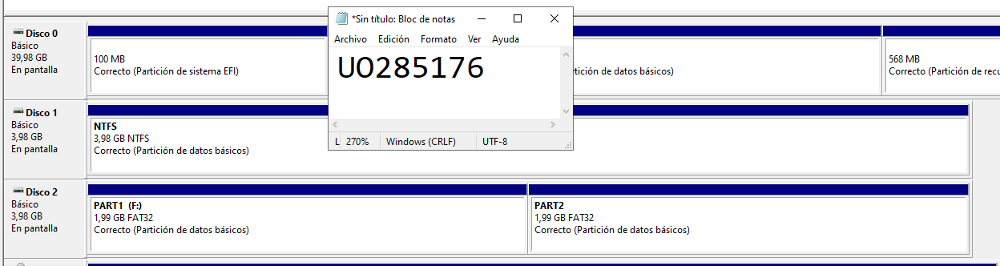 Disco 0
Básico
39,98 GB
En pantalla
100 MB
Correcto (Partición de sistema EFI)
*Sin título: Bloc de notas
Archivo Edición Formato Ver Ayuda
UO285176
L 270% Windows (CRLF) UTF-8
de datos básicos)
568 MB
Correcto (Partición de
Disco 1
Básico
3,98 GB
En pantalla
NTFS
3,98 GB NTFS
Correcto (Partición de datos básicos)
Disco 2
Básico
3,98 GB
En pantalla
PART1 (F:)
1,99 GB FAT32
Correcto (Partición de datos básicos)
PART2
1,99 GB FAT32
Correcto (Partición de datos básicos)